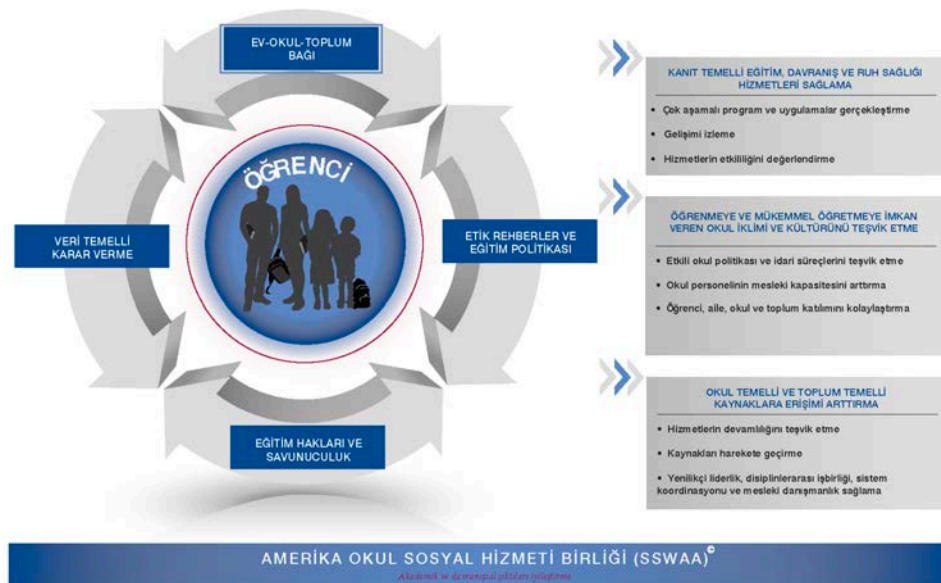 EV-OKUL-TOPLUM
BAĞI
ÖĞRENCİ
VERİ TEMELLİ
KARAR VERME
ETİK REHBERLER VE
EĞİTİM POLİTİKASI
EĞİTİM HAKLARI VE
SAVUNUCULUK
KANIT TEMELLİ EĞİTİM, DAVRANIŞ VE RUH SAĞLIĞI
HİZMETLERİ SAĞLAMA
• Çok aşamalı program ve uygulamalar gerçekleştirme
• Gelişimi izleme
• Hizmetlerin etkililiğini değerlendirme
ÖĞRENMEYE VE MÜKEMMEL ÖĞRETMEYE İMKAN
VEREN OKUL İKLİMİ VE KÜLTÜRÜNÜ TEŞVİK ETME
• Etkili okul politikası ve idari süreçlerini teşvik etme
• Okul personelinin mesleki kapasitesini arttırma
• Öğrenci, aile, okul ve toplum katılımını kolaylaştırma
OKUL TEMELLİ VE TOPLUM TEMELLİ
KAYNAKLARA ERİŞİMİ ARTTIRMA
• Hizmetlerin devamlılığını teşvik etme
• Kaynakları harekete geçirme
• Yenilikçi liderlik, disiplinlerarası işbirliği, sistem
koordinasyonu ve mesleki danışmanlık sağlama
AMERİKA OKUL SOSYAL HİZMETİ BİRLİĞİ (SSWAA)©
Akademik ve davranışsal çıktıları iyileştirme